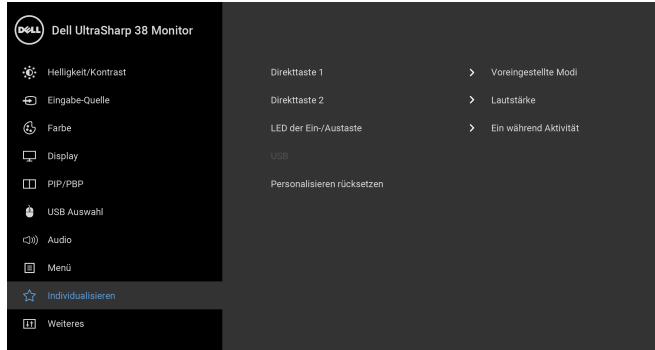 DELL
Dell UltraSharp 38 Monitor
Helligkeit/Kontrast
Eingabe-Quelle
Farbe
Display
PIP/PBP
USB Auswahl
Audio
Menü
Individualisieren
Weiteres
Direkttaste 1 > Voreingestellte Modi
Direkttaste 2 > Lautstärke
LED der Ein-/Austaste > Ein während Aktivität
USB
Personalisieren rücksetzen